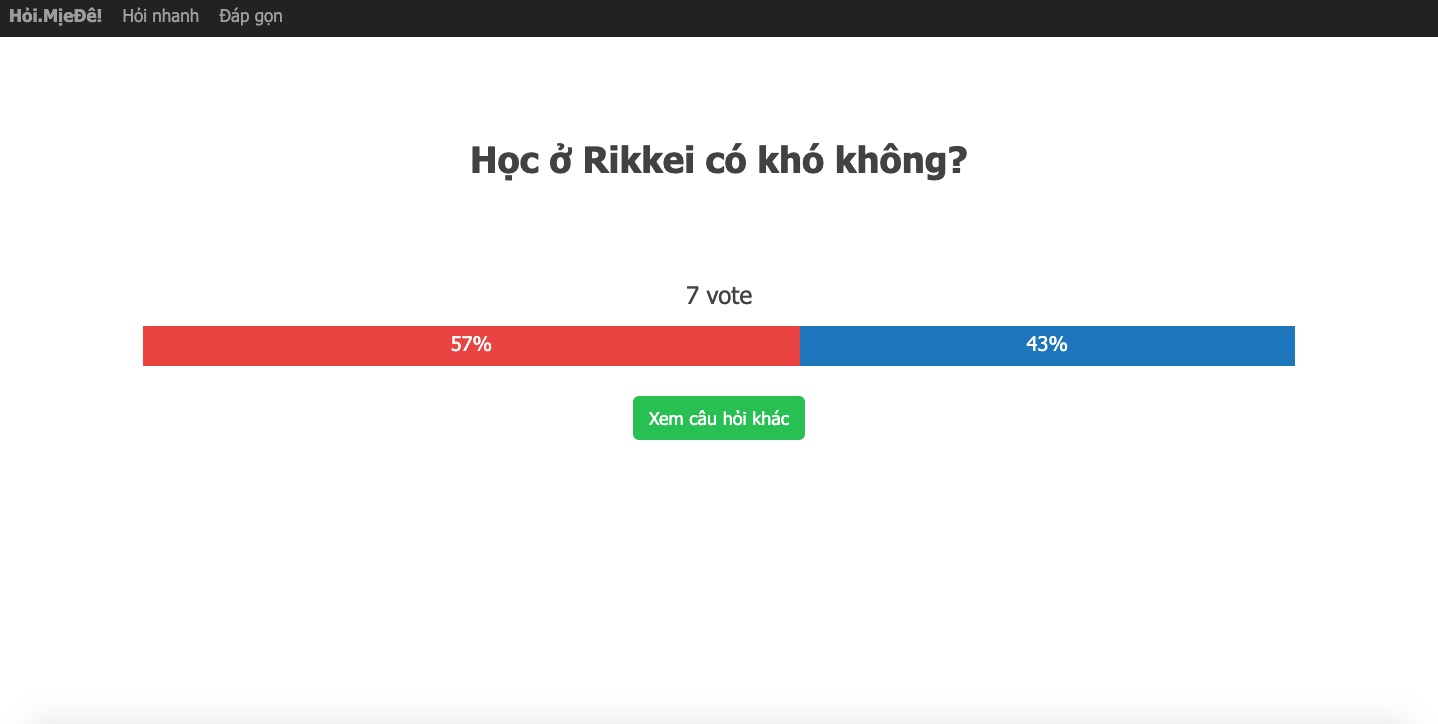 Hỏi.MịeĐê! Hỏi nhanh Đáp gọn
Học ở Rikkei có khó không?
7 vote
57% 43%
Xem câu hỏi khác